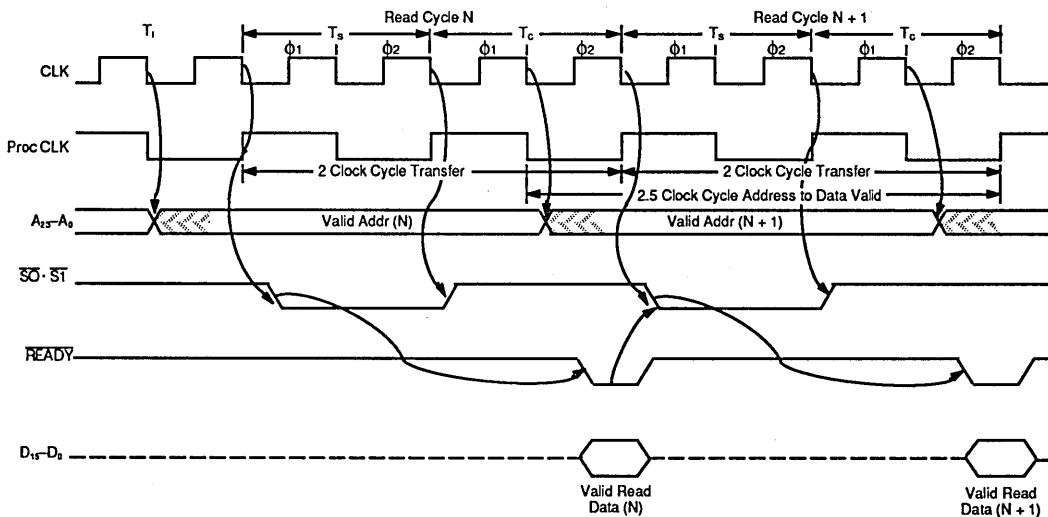 Read Cycle N
Read Cycle N + 1
T₁ Tₛ T꜀ Tₛ T꜀
ϕ1 ϕ2 ϕ1 ϕ2 ϕ1 ϕ2 ϕ1 ϕ2
CLK
Proc CLK
2 Clock Cycle Transfer
2 Clock Cycle Transfer
2.5 Clock Cycle Address to Data Valid
A₂₃–A₀
Valid Addr (N)
Valid Addr (N + 1)
S̅0̅ · S̅1̅
R̅E̅A̅D̅Y̅
D₁₅–D₀
Valid Read
Data (N)
Valid Read
Data (N + 1)